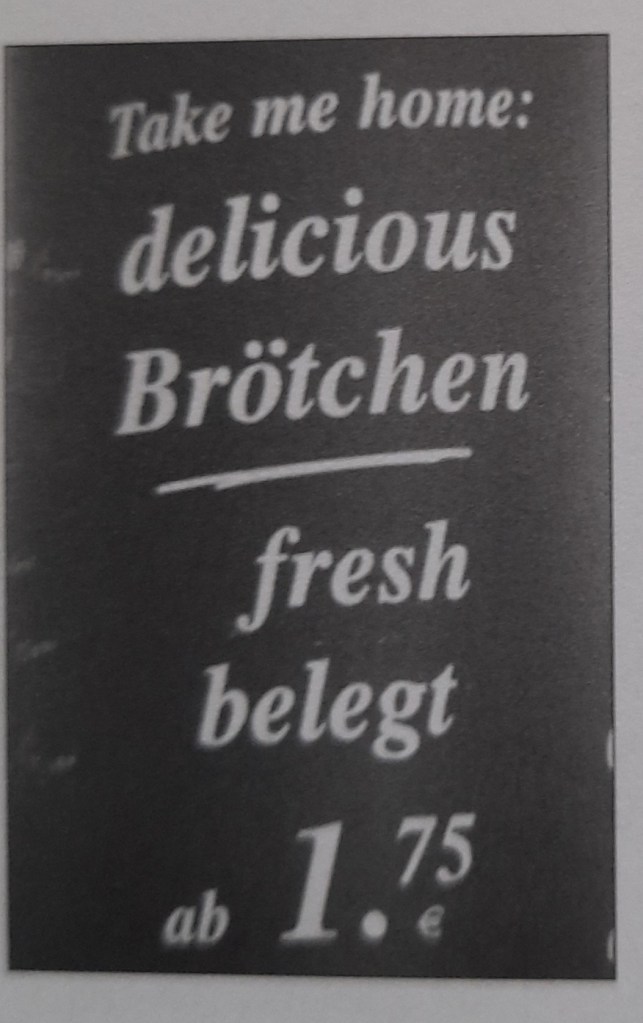 Take me home:
delicious
Brötchen
fresh
belegt
ab 1.75 €